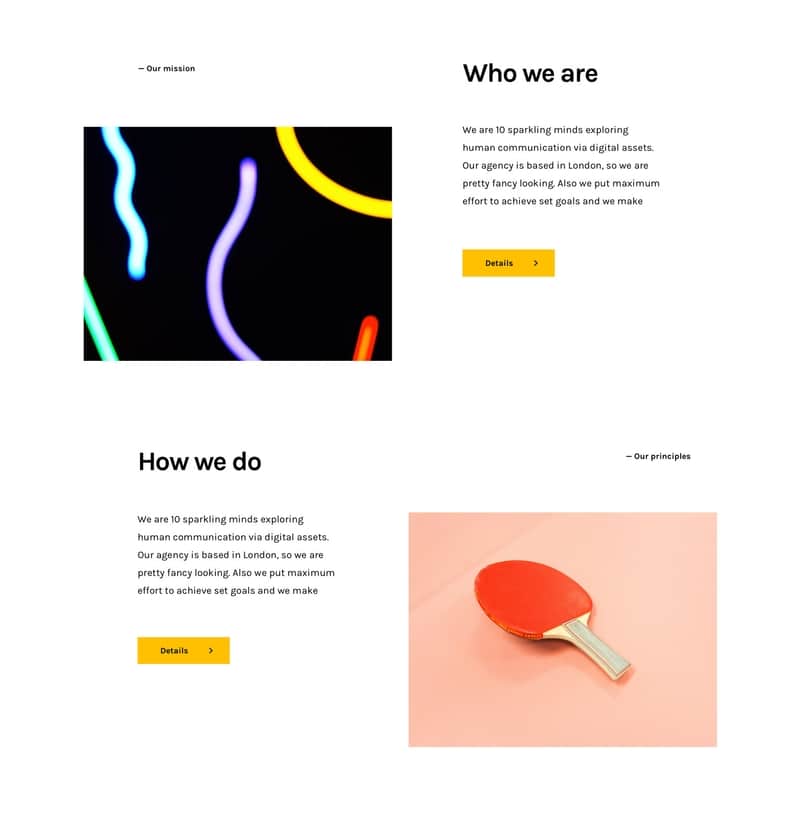 — Our mission
Who we are
We are 10 sparkling minds exploring
human communication via digital assets.
Our agency is based in London, so we are
pretty fancy looking. Also we put maximum
effort to achieve set goals and we make
Details
How we do
— Our principles
We are 10 sparkling minds exploring
human communication via digital assets.
Our agency is based in London, so we are
pretty fancy looking. Also we put maximum
effort to achieve set goals and we make
Details